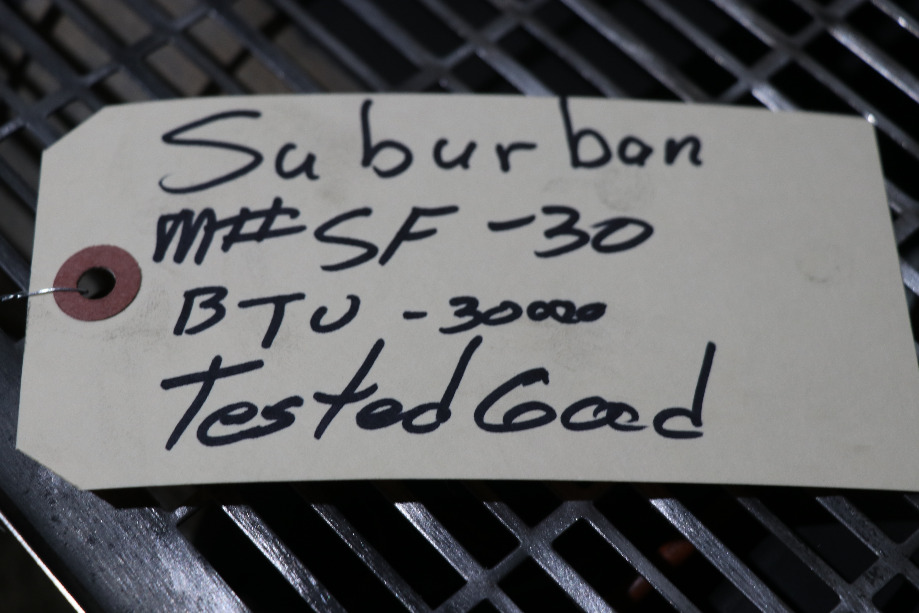 Suburban
M# SF-30
BTU -30000
Tested Good